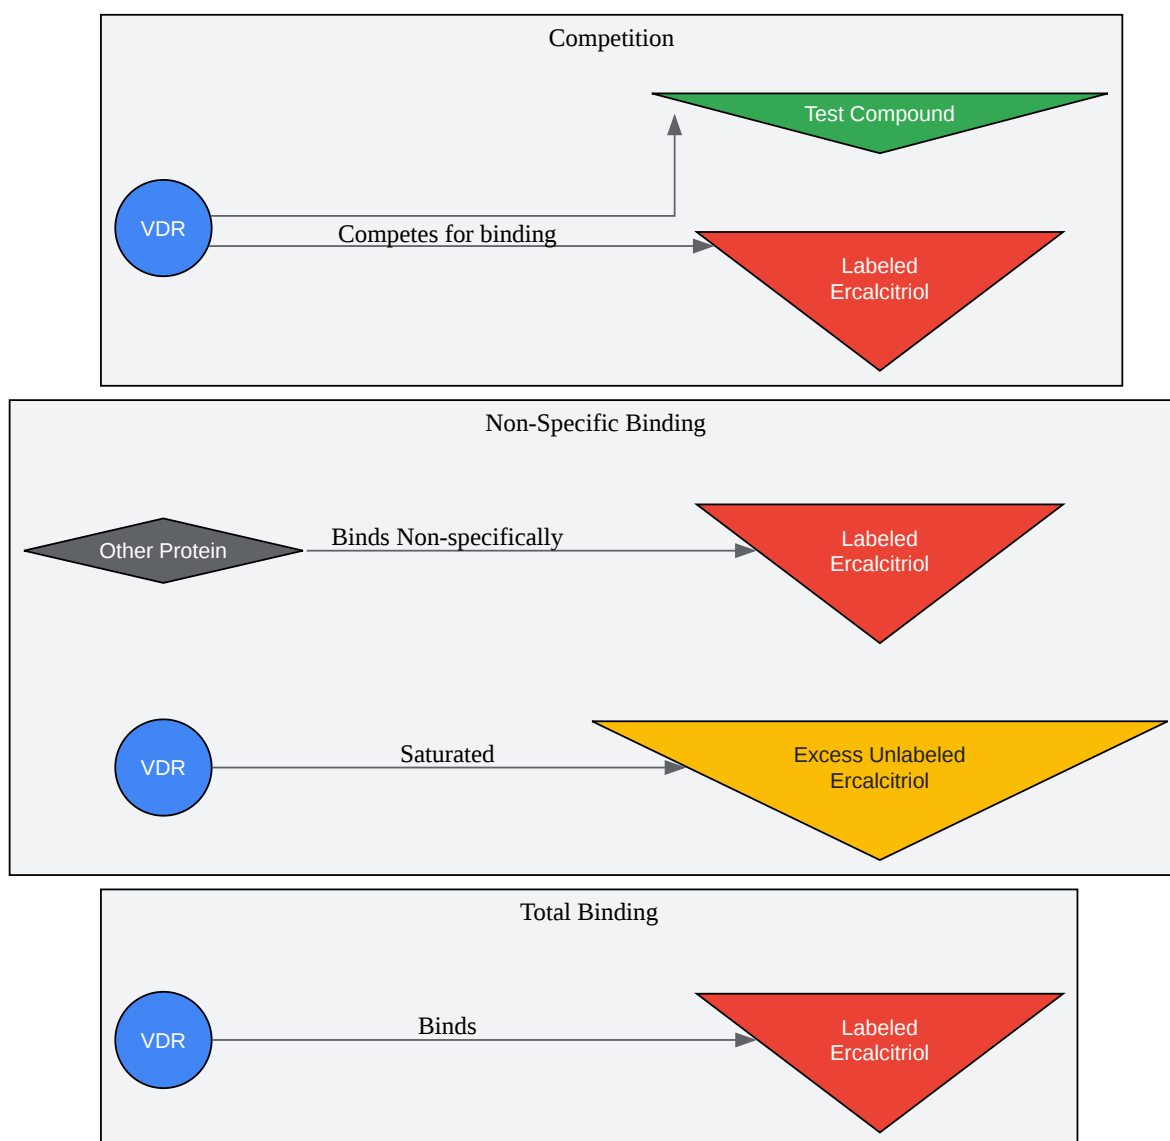 Competition
Test Compound
VDR
Competes for binding
Labeled
Ercalcitriol
Non-Specific Binding
Other Protein
Binds Non-specifically
Labeled
Ercalcitriol
VDR
Saturated
Excess Unlabeled
Ercalcitriol
Total Binding
VDR
Binds
Labeled
Ercalcitriol